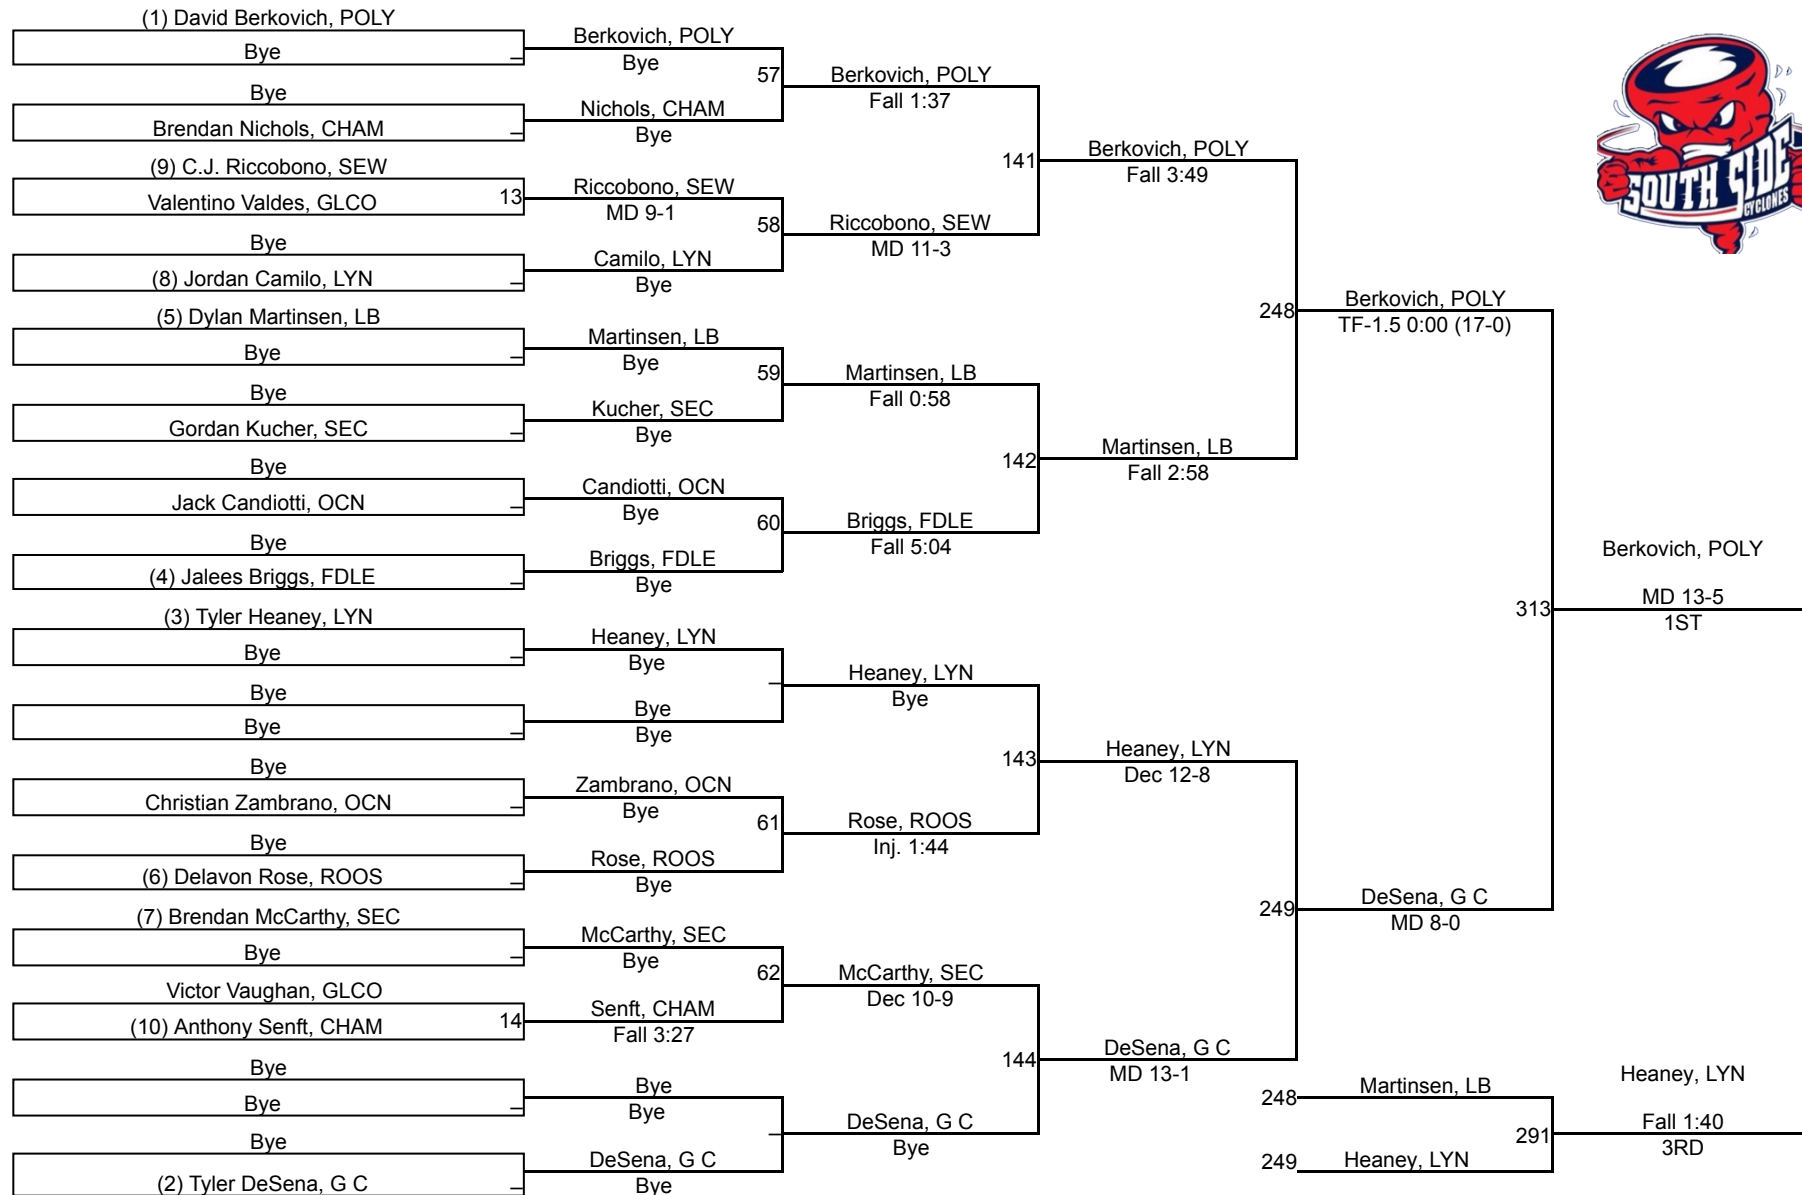 (1) David Berkovich, POLY
Bye
Bye
Brendan Nichols, CHAM
(9) C.J. Riccobono, SEW
Valentino Valdes, GLCO
13
Bye
(8) Jordan Camilo, LYN
(5) Dylan Martinsen, LB
Bye
Bye
Gordan Kucher, SEC
Bye
Jack Candiotti, OCN
Bye
(4) Jalees Briggs, FDLE
(3) Tyler Heaney, LYN
Bye
Bye
Bye
Bye
Christian Zambrano, OCN
Bye
(6) Delavon Rose, ROOS
(7) Brendan McCarthy, SEC
Bye
Victor Vaughan, GLCO
(10) Anthony Senft, CHAM
14
Bye
Bye
Bye
(2) Tyler DeSena, G C
Berkovich, POLY
Bye
57
Nichols, CHAM
Bye
Riccobono, SEW
MD 9-1
58
Camilo, LYN
Bye
Martinsen, LB
Bye
59
Kucher, SEC
Bye
Candiotti, OCN
Bye
60
Briggs, FDLE
Bye
Heaney, LYN
Bye
Bye
Bye
Zambrano, OCN
Bye
61
Rose, ROOS
Bye
McCarthy, SEC
Bye
62
Senft, CHAM
Fall 3:27
Bye
Bye
DeSena, G C
Bye
Berkovich, POLY
Fall 1:37
141
Riccobono, SEW
MD 11-3
Martinsen, LB
Fall 0:58
142
Briggs, FDLE
Fall 5:04
Heaney, LYN
Bye
143
Rose, ROOS
Inj. 1:44
McCarthy, SEC
Dec 10-9
144
DeSena, G C
Bye
Berkovich, POLY
Fall 3:49
248
Martinsen, LB
Fall 2:58
Heaney, LYN
Dec 12-8
249
DeSena, G C
MD 13-1
Berkovich, POLY
TF-1.5 0:00 (17-0)
313
DeSena, G C
MD 8-0
Berkovich, POLY
MD 13-5
1ST
248
Martinsen, LB
291
249
Heaney, LYN
Heaney, LYN
Fall 1:40
3RD
SOUTH SIDE
CYCLONES